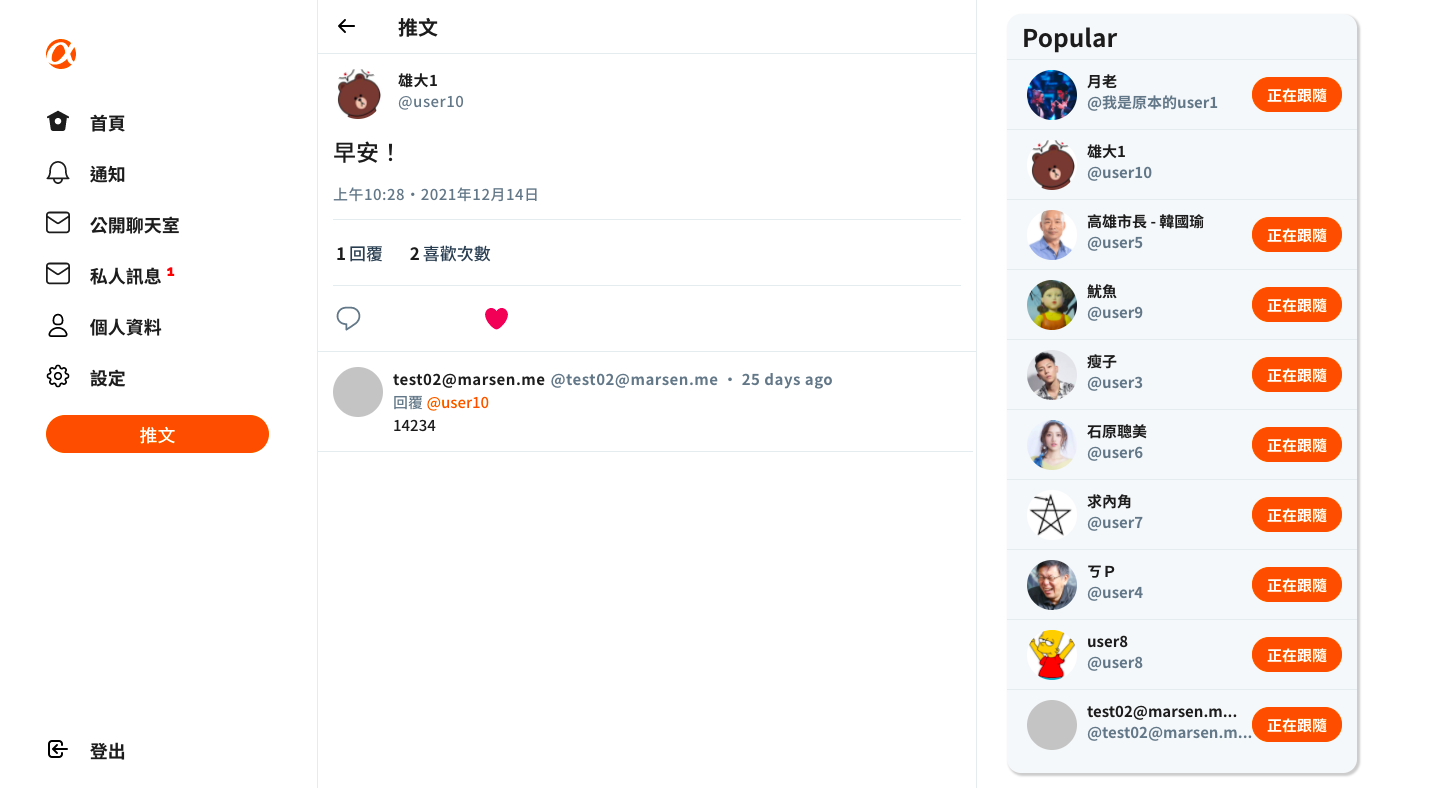 首頁
通知
公開聊天室
私人訊息 1
個人資料
設定
推文
登出
推文
雄大1
@user10
早安！
上午10:28・2021年12月14日
1 回覆 2 喜歡次數
test02@marsen.me @test02@marsen.me ・ 25 days ago
回覆 @user10
14234
Popular
月老
@我是原本的user1
正在跟隨
雄大1
@user10
高雄市長 - 韓國瑜
@user5
正在跟隨
魷魚
@user9
正在跟隨
瘦子
@user3
正在跟隨
石原聰美
@user6
正在跟隨
求內角
@user7
正在跟隨
ㄎP
@user4
正在跟隨
user8
@user8
正在跟隨
test02@marsen.m...
@test02@marsen.m...
正在跟隨